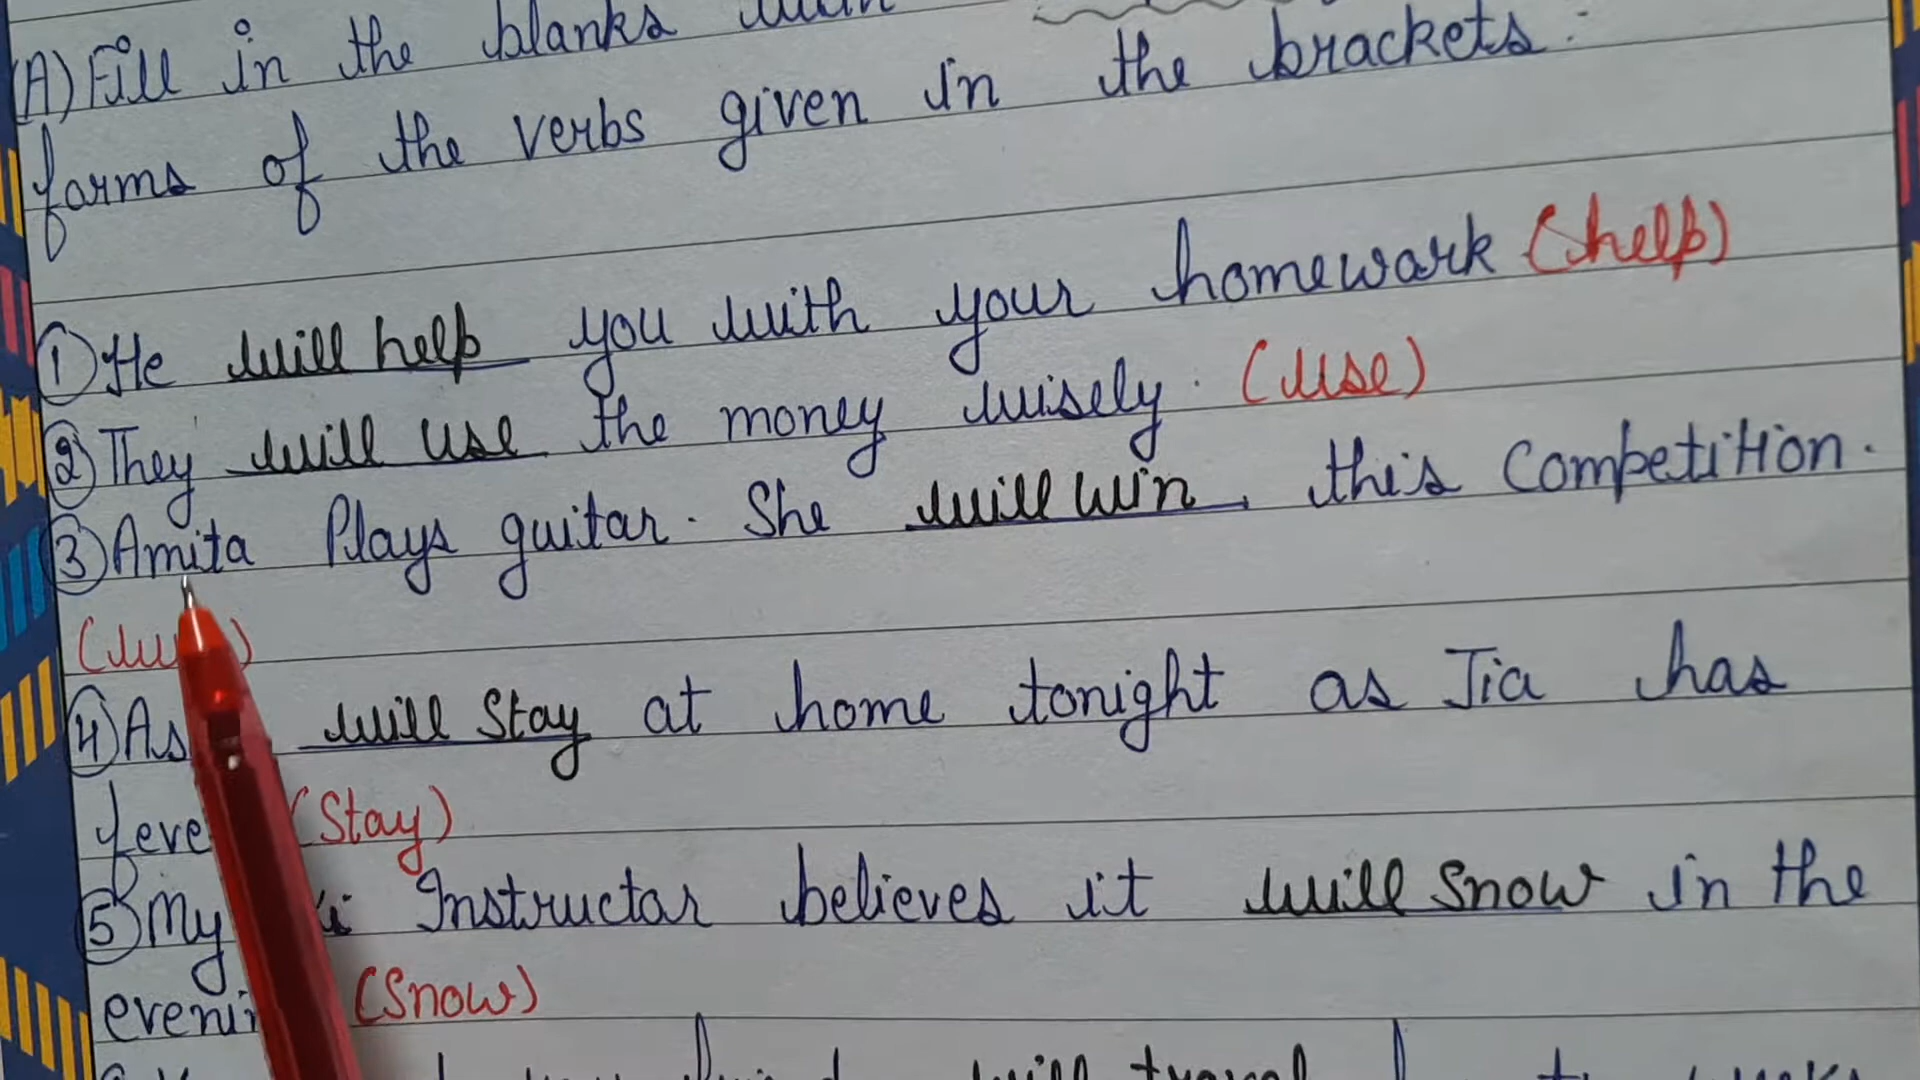 (A) Fill in the blanks with
forms of the verbs given in the brackets.
① He will help you with your homework (help)
② They will use the money wisely. (use)
③ Amita Plays guitar. She will win this Competition.
④ As will Stay at home tonight as Jia has
(Stay)
⑤ My Instructor believes it will snow in the
(Snow)
will travel